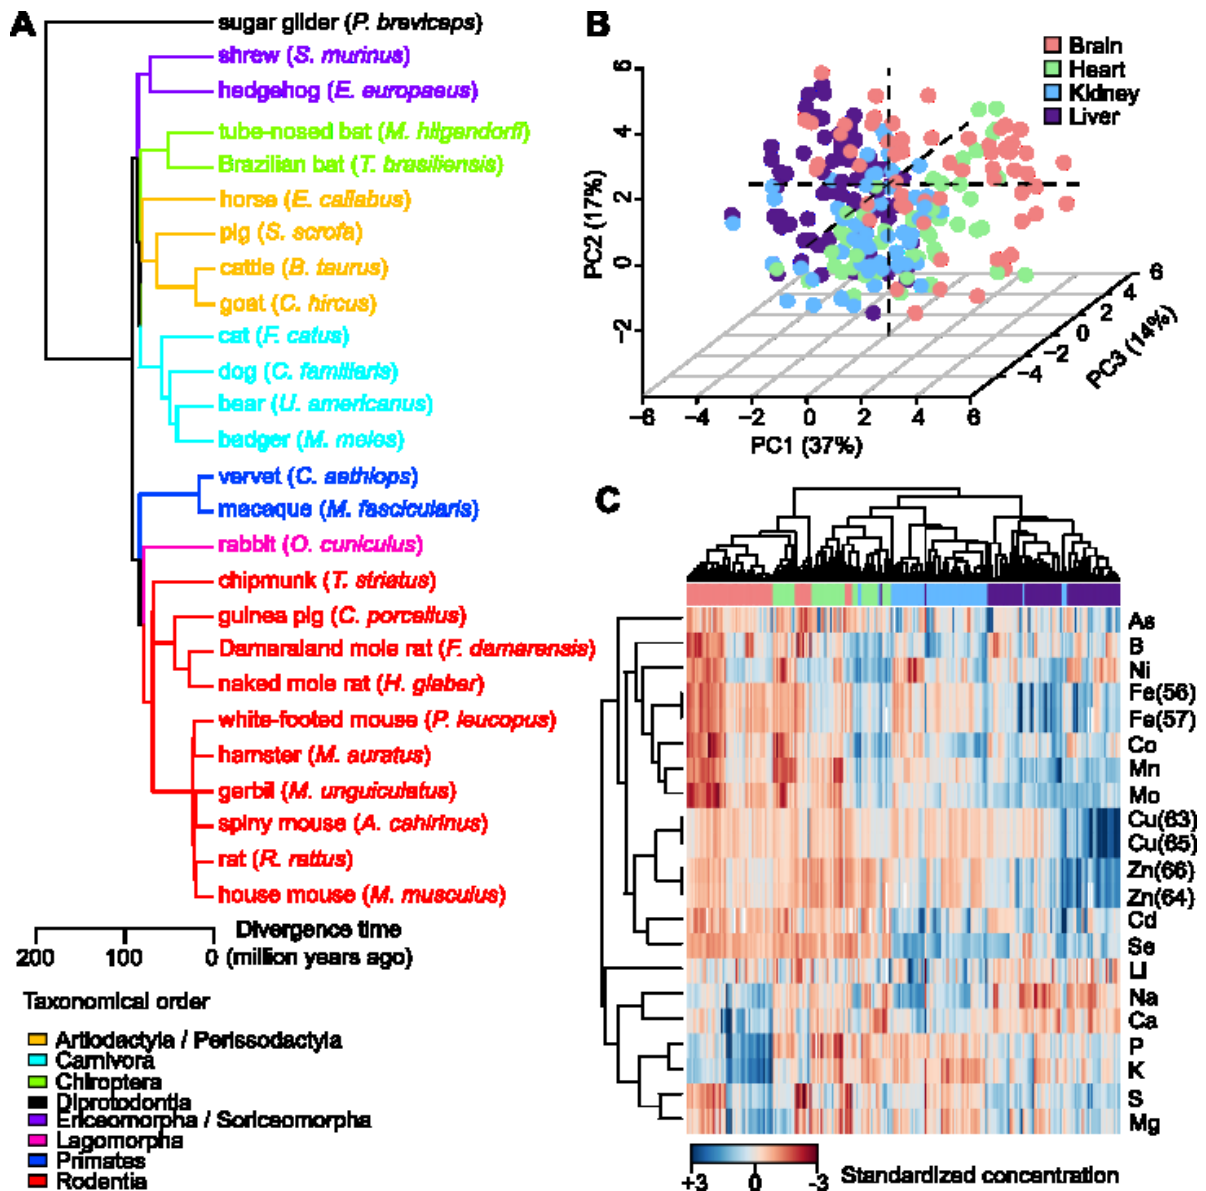 A
sugar glider (P. breviceps)
shrew (S. murinus)
hedgehog (E. europaeus)
tube-nosed bat (M. hilgendorfi)
Brazilian bat (T. brasiliensis)
horse (E. callabus)
pig (S. scrofa)
cattle (B. taurus)
goat (C. hircus)
cat (F. catus)
dog (C. familiaris)
bear (U. americanus)
badger (M. meles)
vervet (C. aethiops)
macaque (M. fascicularis)
rabbit (O. cuniculus)
chipmunk (T. striatus)
guinea pig (C. porcellus)
Damaraland mole rat (F. damarensis)
naked mole rat (H. glaber)
white-footed mouse (P. leucopus)
hamster (M. auratus)
gerbil (M. unguiculatus)
spiny mouse (A. cahirinus)
rat (R. rattus)
house mouse (M. musculus)
Divergence time
200 100 0 (million years ago)
Taxonomical order
Artiodactyla / Perissodactyla
Carnivora
Chiroptera
Diprotodontia
Ericeomorpha / Soriceomorpha
Lagomorpha
Primates
Rodentia
B
Brain
Heart
Kidney
Liver
PC2 (17%)
6
4
2
0
−2
−6 −4 −2 0 2 4 6
PC1 (37%)
−4 −2 0 2 4 6
PC3 (14%)
C
As
B
Ni
Fe(56)
Fe(57)
Co
Mn
Mo
Cu(63)
Cu(65)
Zn(66)
Zn(64)
Cd
Se
Li
Na
Ca
P
K
S
Mg
+3 0 -3
Standardized concentration